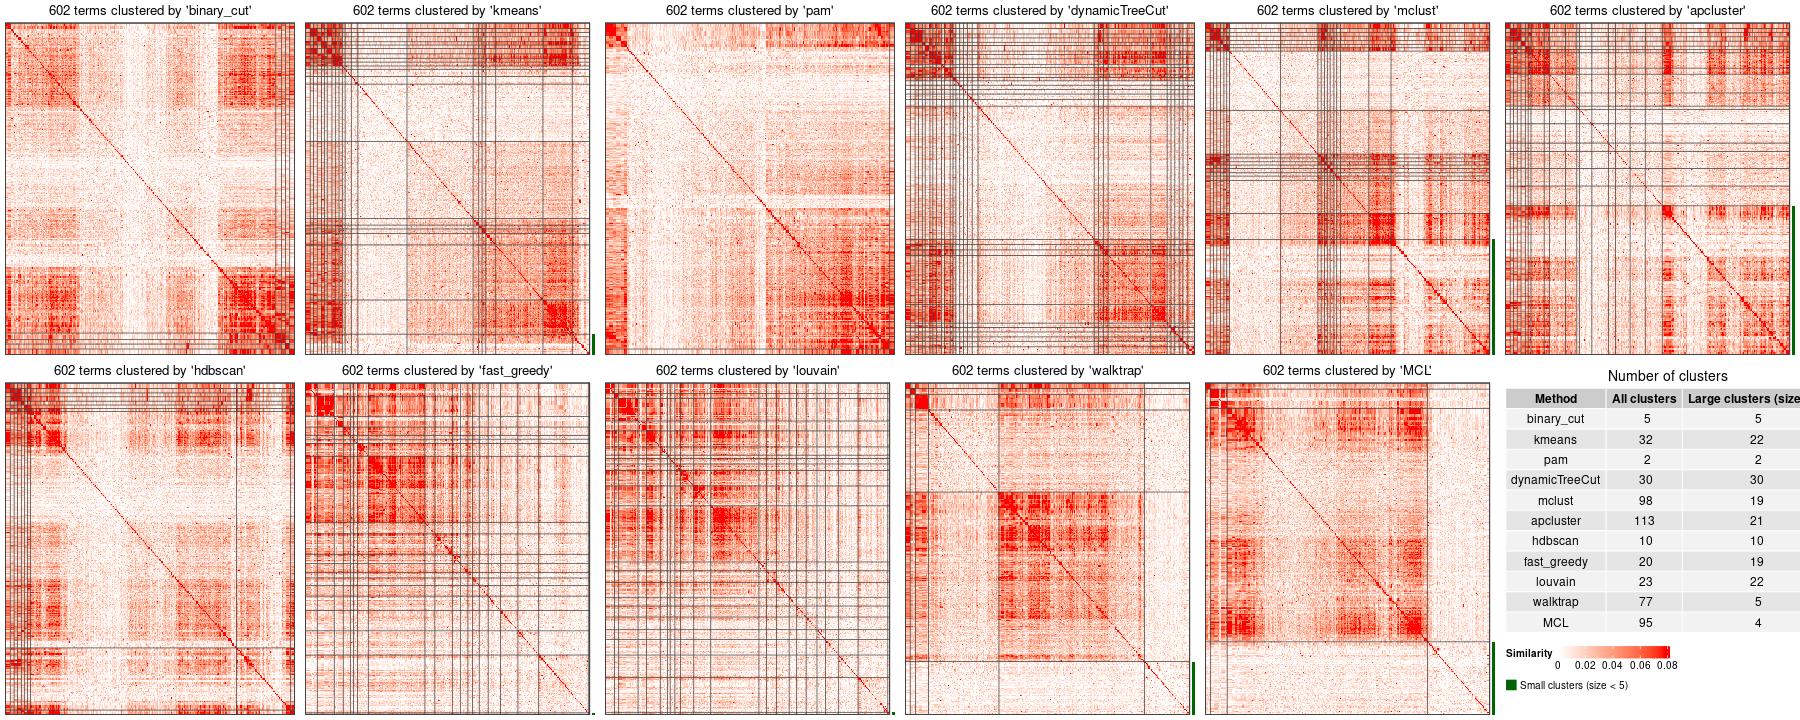 602 terms clustered by 'binary_cut'
602 terms clustered by 'kmeans'
602 terms clustered by 'pam'
602 terms clustered by 'dynamicTreeCut'
602 terms clustered by 'mclust'
602 terms clustered by 'apcluster'
602 terms clustered by 'hdbscan'
602 terms clustered by 'fast_greedy'
602 terms clustered by 'louvain'
602 terms clustered by 'walktrap'
602 terms clustered by 'MCL'
Number of clusters
Method All clusters Large clusters (size
binary_cut 5 5
kmeans 32 22
pam 2 2
dynamicTreeCut 30 30
mclust 98 19
apcluster 113 21
hdbscan 10 10
fast_greedy 20 19
louvain 23 22
walktrap 77 5
MCL 95 4
Similarity
0 0.02 0.04 0.06 0.08
Small clusters (size < 5)